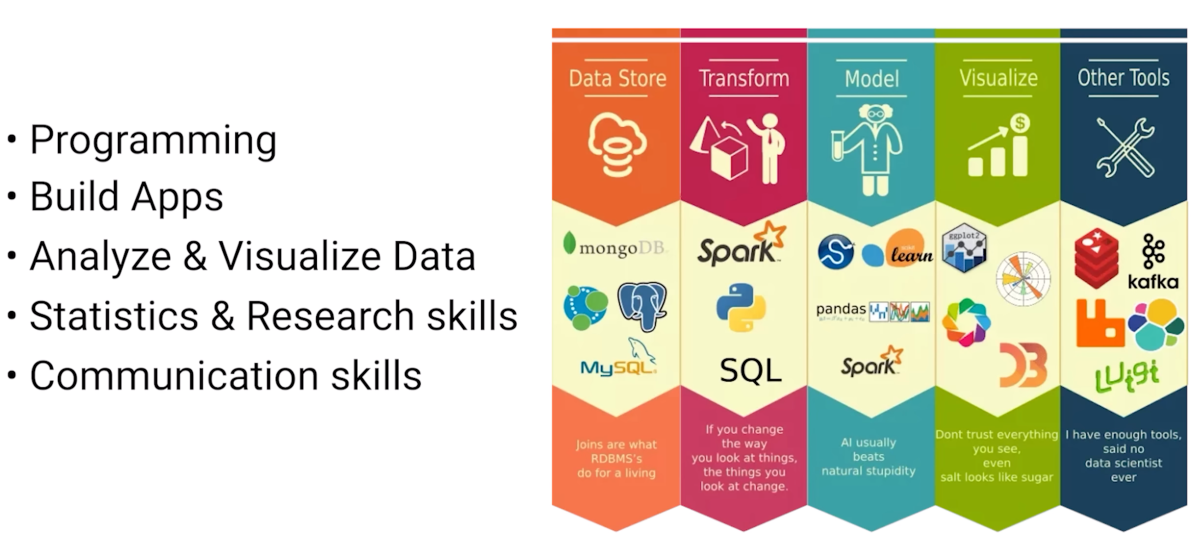 • Programming
• Build Apps
• Analyze & Visualize Data
• Statistics & Research skills
• Communication skills
Data Store
Transform
Model
Visualize
Other Tools
mongoDB
MySQL
Spark
SQL
learn
pandas
Spark
ggplot2
D3
kafka
Luigi
Joins are what
RDBMS's
do for a living
If you change
the way
you look at things,
the things you
look at change.
AI usually
beats
natural stupidity
Dont trust everything
you see,
even
salt looks like sugar
I have enough tools,
said no
data scientist
ever